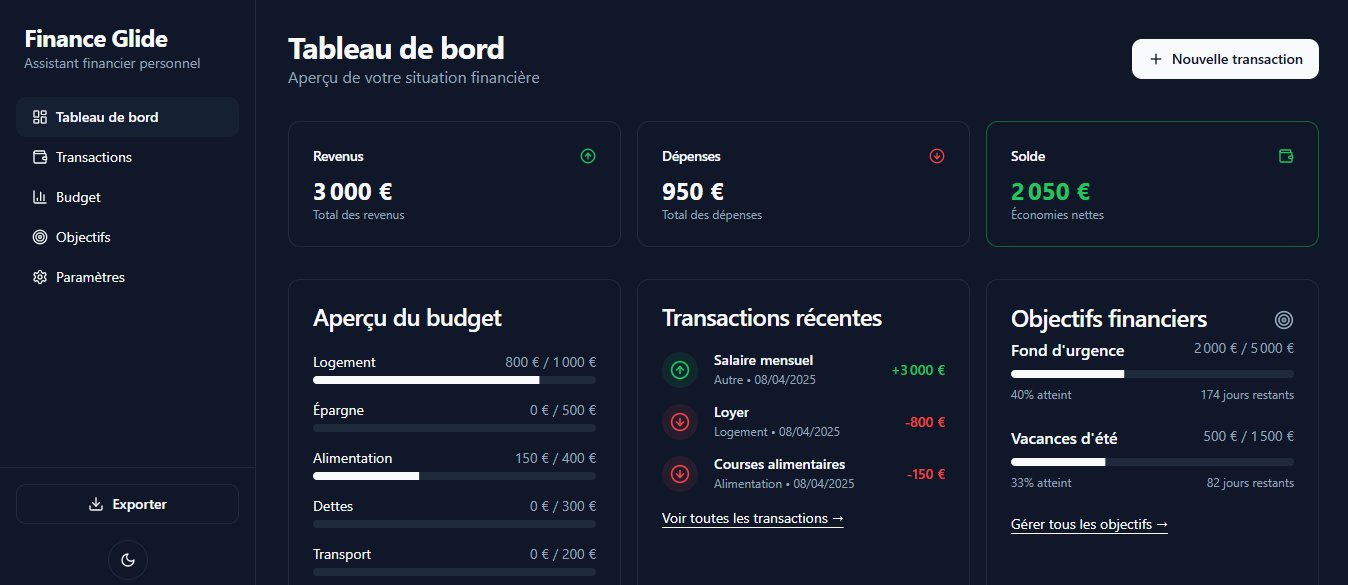 Finance Glide
Assistant financier personnel
Tableau de bord
Transactions
Budget
Objectifs
Paramètres
Exporter
Tableau de bord
Aperçu de votre situation financière
+ Nouvelle transaction
Revenus
3 000 €
Total des revenus
Dépenses
950 €
Total des dépenses
Solde
2 050 €
Économies nettes
Aperçu du budget
Logement 800 € / 1 000 €
Épargne 0 € / 500 €
Alimentation 150 € / 400 €
Dettes 0 € / 300 €
Transport 0 € / 200 €
Transactions récentes
Salaire mensuel
Autre • 08/04/2025
+3 000 €
Loyer
Logement • 08/04/2025
-800 €
Courses alimentaires
Alimentation • 08/04/2025
-150 €
Voir toutes les transactions →
Objectifs financiers
Fond d'urgence 2 000 € / 5 000 €
40% atteint 174 jours restants
Vacances d'été 500 € / 1 500 €
33% atteint 82 jours restants
Gérer tous les objectifs →